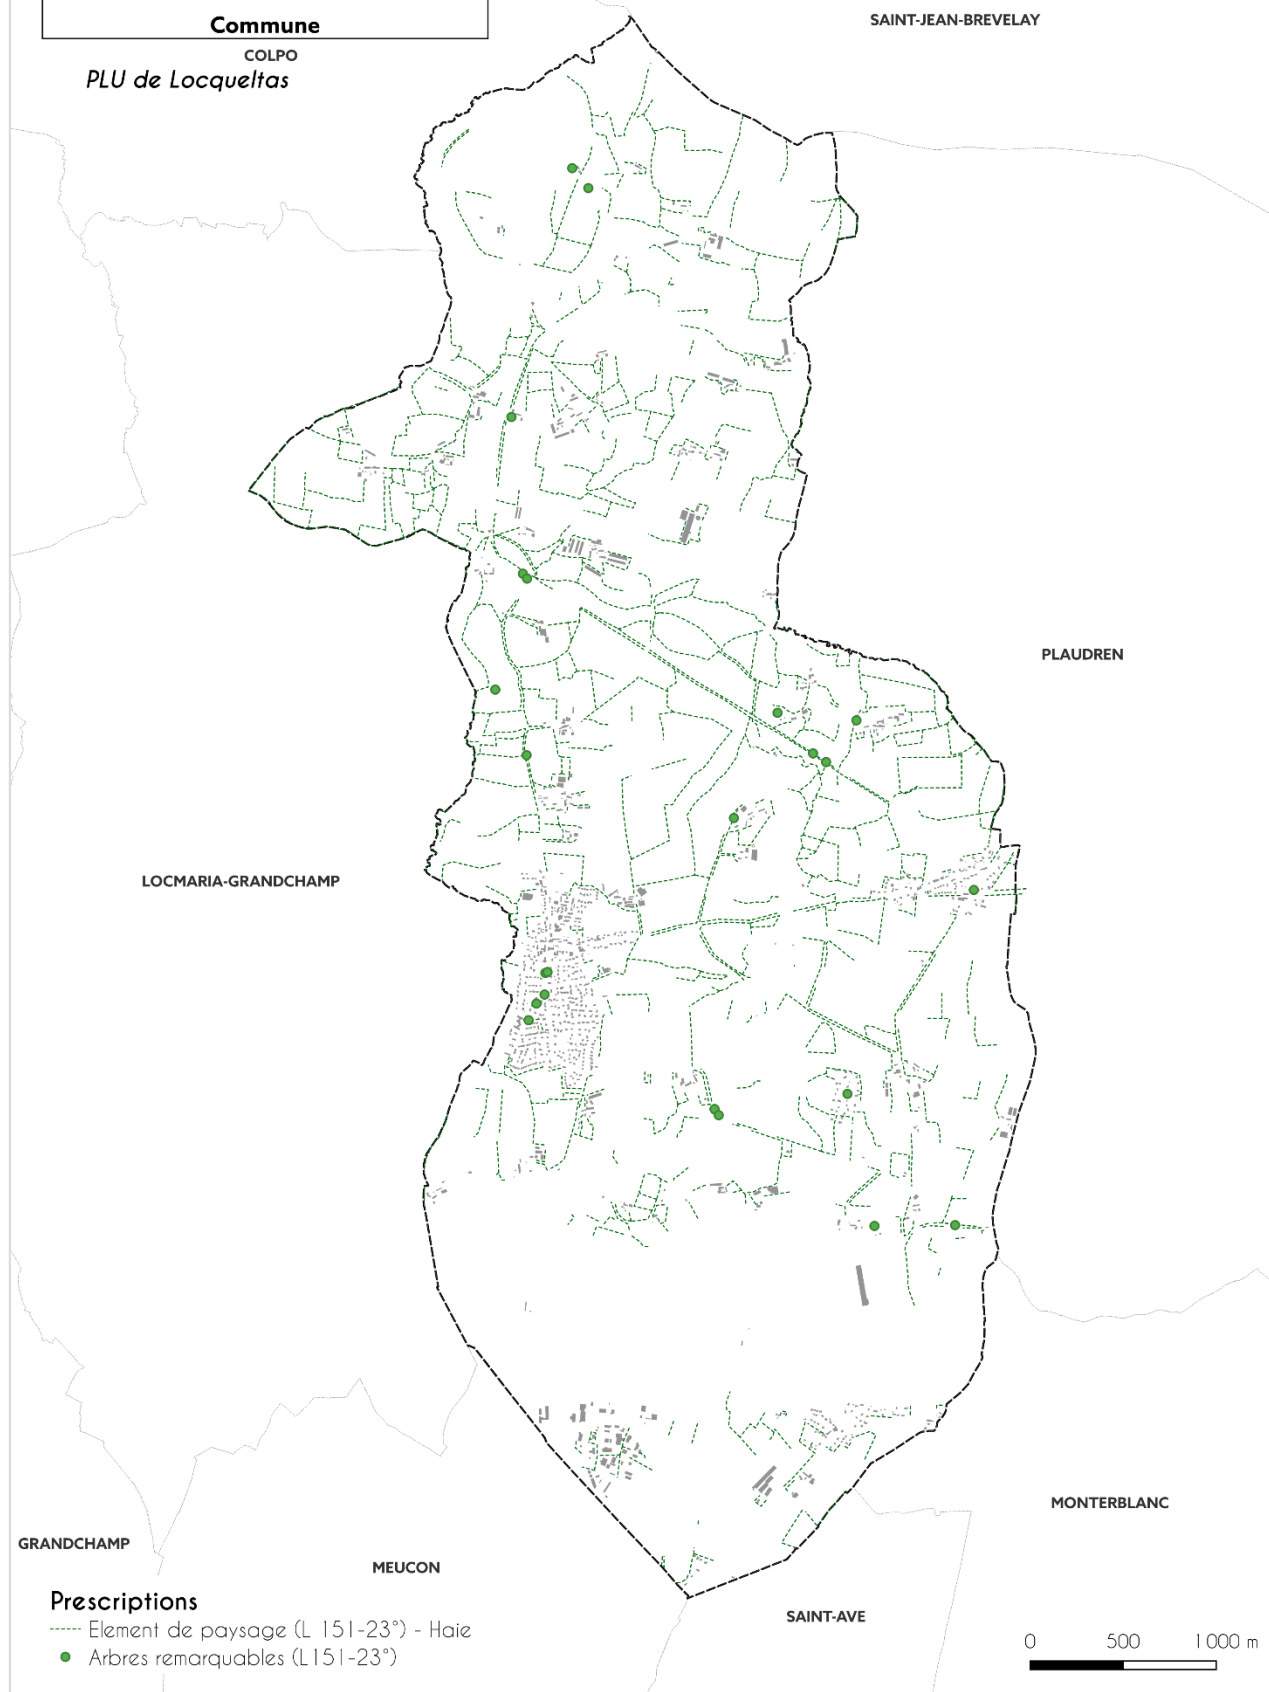 Commune
SAINT-JEAN-BREVELAY
COLPO
PLU de Locqueltas
PLAUDREN
LOCMARIA-GRANDCHAMP
MONTERBLANC
GRANDCHAMP
MEUCON
Prescriptions
Element de paysage (L 151-23°) - Haie
Arbres remarquables (L151-23°)
SAINT-AVE
0 500 1 000 m